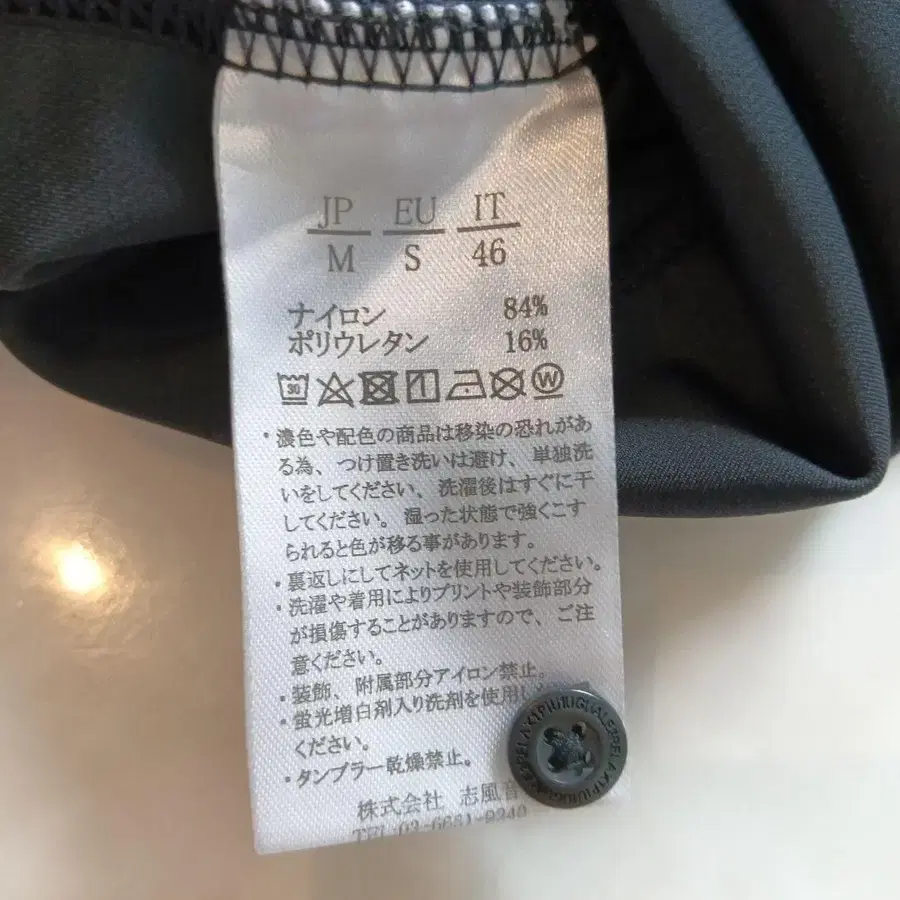 JP EU IT
M S 46
ナイロン 84%
ポリウレタン 16%
30 W
・濃色や配色の商品は移染の恐れがあ
る為、つけ置き洗いは避け、単独洗
いをしてください、洗濯後はすぐに干
してください。湿った状態で強くこす
られると色が移る事があります。
・裏返しにしてネットを使用してください。
・洗濯や着用によりプリントや装飾部分
が損傷することがありますので、ご注
意ください。
・装飾、附属部分アイロン禁止。
・蛍光増白剤入り洗剤を使用し
ください。
・タンブラー乾燥禁止。
株式会社 志風音
TEL 03-6681-9240